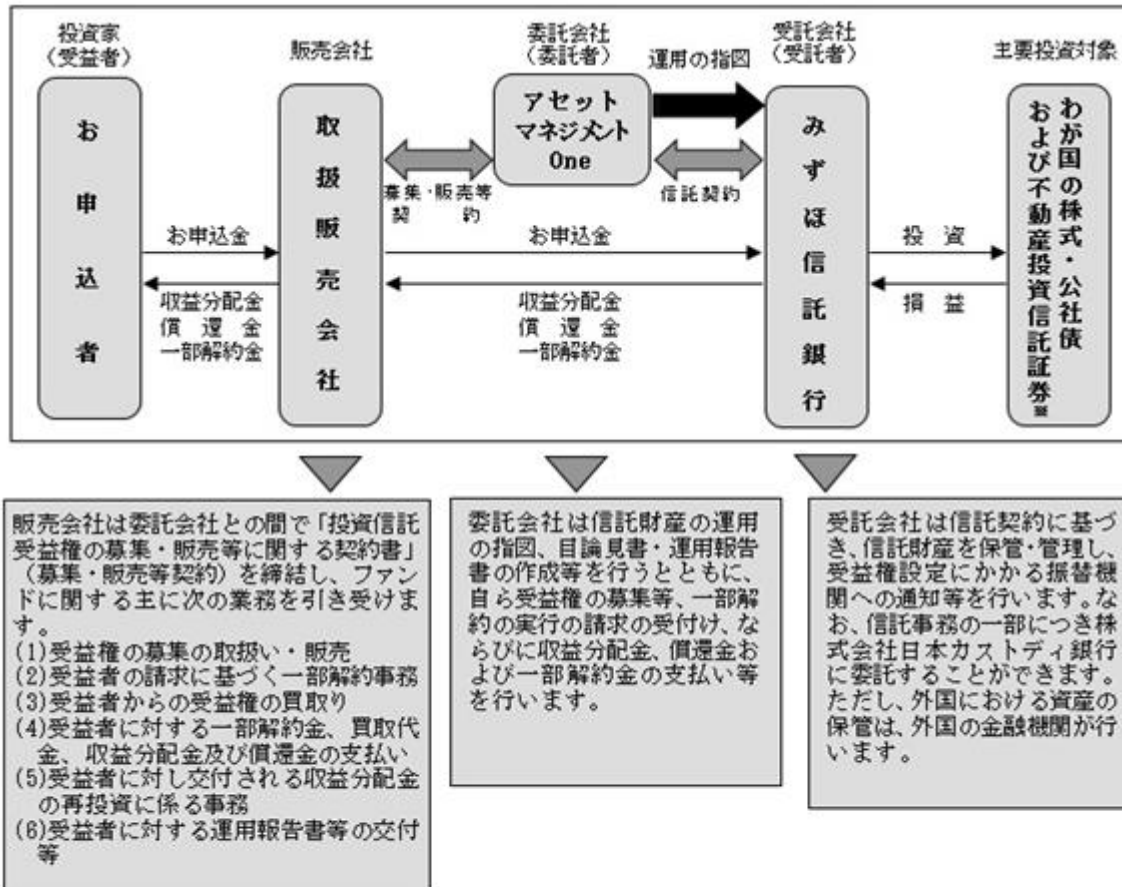 投資家
(受益者)
販売会社
委託会社
(委託者)
運用の指図
受託会社
(受託者)
主要投資対象
お申込者
取扱販売会社
アセット
マネジメント
One
みずほ信託銀行
わが国の株式・公社債
および不動産投資信託証券※
募集・販売等
契　約
信託契約
お申込金
収益分配金
償　還　金
一部解約金
お申込金
収益分配金
償　還　金
一部解約金
投　資
損　益
販売会社は委託会社との間で「投資信託
受益権の募集・販売等に関する契約書」
(募集・販売等契約)を締結し、ファン
ドに関する主に次の業務を引き受けま
す。
(1)受益権の募集の取扱い・販売
(2)受益者の請求に基づく一部解約事務
(3)受益者からの受益権の買取り
(4)受益者に対する一部解約金、買取代
金、収益分配金及び償還金の支払い
(5)受益者に対し交付される収益分配金
の再投資に係る事務
(6)受益者に対する運用報告書等の交付
等
委託会社は信託財産の運用
の指図、目論見書・運用報告
書の作成等を行うとともに、
自ら受益権の募集等、一部解
約の実行の請求の受付け、な
らびに収益分配金、償還金お
よび一部解約金の支払い等
を行います。
受託会社は信託契約に基づ
き、信託財産を保管・管理し、
受益権設定にかかる振替機
関への通知等を行います。な
お、信託事務の一部につき株
式会社日本カストディ銀行
に委託することができます。
ただし、外国における資産の
保管は、外国の金融機関が行
います。